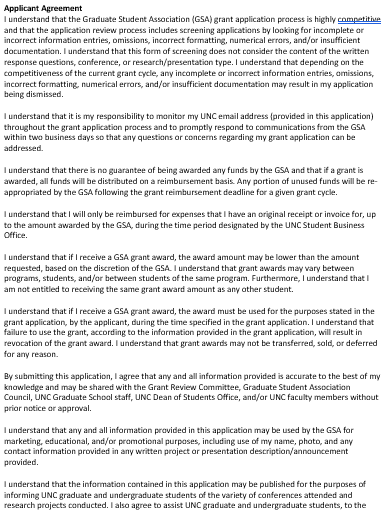 Applicant Agreement
I understand that the Graduate Student Association (GSA) grant application process is highly competitive
and that the application review process includes screening applications by looking for incomplete or
incorrect information entries, omissions, incorrect formatting, numerical errors, and/or insufficient
documentation. I understand that this form of screening does not consider the content of the written
response questions, conference, or research/presentation type. I understand that depending on the
competitiveness of the current grant cycle, any incomplete or incorrect information entries, omissions,
incorrect formatting, numerical errors, and/or insufficient documentation may result in my application
being dismissed.
I understand that it is my responsibility to monitor my UNC email address (provided in this application)
throughout the grant application process and to promptly respond to communications from the GSA
within two business days so that any questions or concerns regarding my grant application can be
addressed.
I understand that there is no guarantee of being awarded any funds by the GSA and that if a grant is
awarded, all funds will be distributed on a reimbursement basis. Any portion of unused funds will be re-
appropriated by the GSA following the grant reimbursement deadline for a given grant cycle.
I understand that I will only be reimbursed for expenses that I have an original receipt or invoice for, up
to the amount awarded by the GSA, during the time period designated by the UNC Student Business
Office.
I understand that if I receive a GSA grant award, the award amount may be lower than the amount
requested, based on the discretion of the GSA. I understand that grant awards may vary between
programs, students, and/or between students of the same program. Furthermore, I understand that I
am not entitled to receiving the same grant award amount as any other student.
I understand that if I receive a GSA grant award, the award must be used for the purposes stated in the
grant application, by the applicant, during the time specified in the grant application. I understand that
failure to use the grant, according to the information provided in the grant application, will result in
revocation of the grant award. I understand that grant awards may not be transferred, sold, or deferred
for any reason.
By submitting this application, I agree that any and all information provided is accurate to the best of my
knowledge and may be shared with the Grant Review Committee, Graduate Student Association
Council, UNC Graduate School staff, UNC Dean of Students Office, and/or UNC faculty members without
prior notice or approval.
I understand that any and all information provided in this application may be used by the GSA for
marketing, educational, and/or promotional purposes, including use of my name, photo, and any
contact information provided in any written project or presentation description/announcement
provided.
I understand that the information contained in this application may be published for the purposes of
informing UNC graduate and undergraduate students of the variety of conferences attended and
research projects conducted. I also agree to assist UNC graduate and undergraduate students, to the